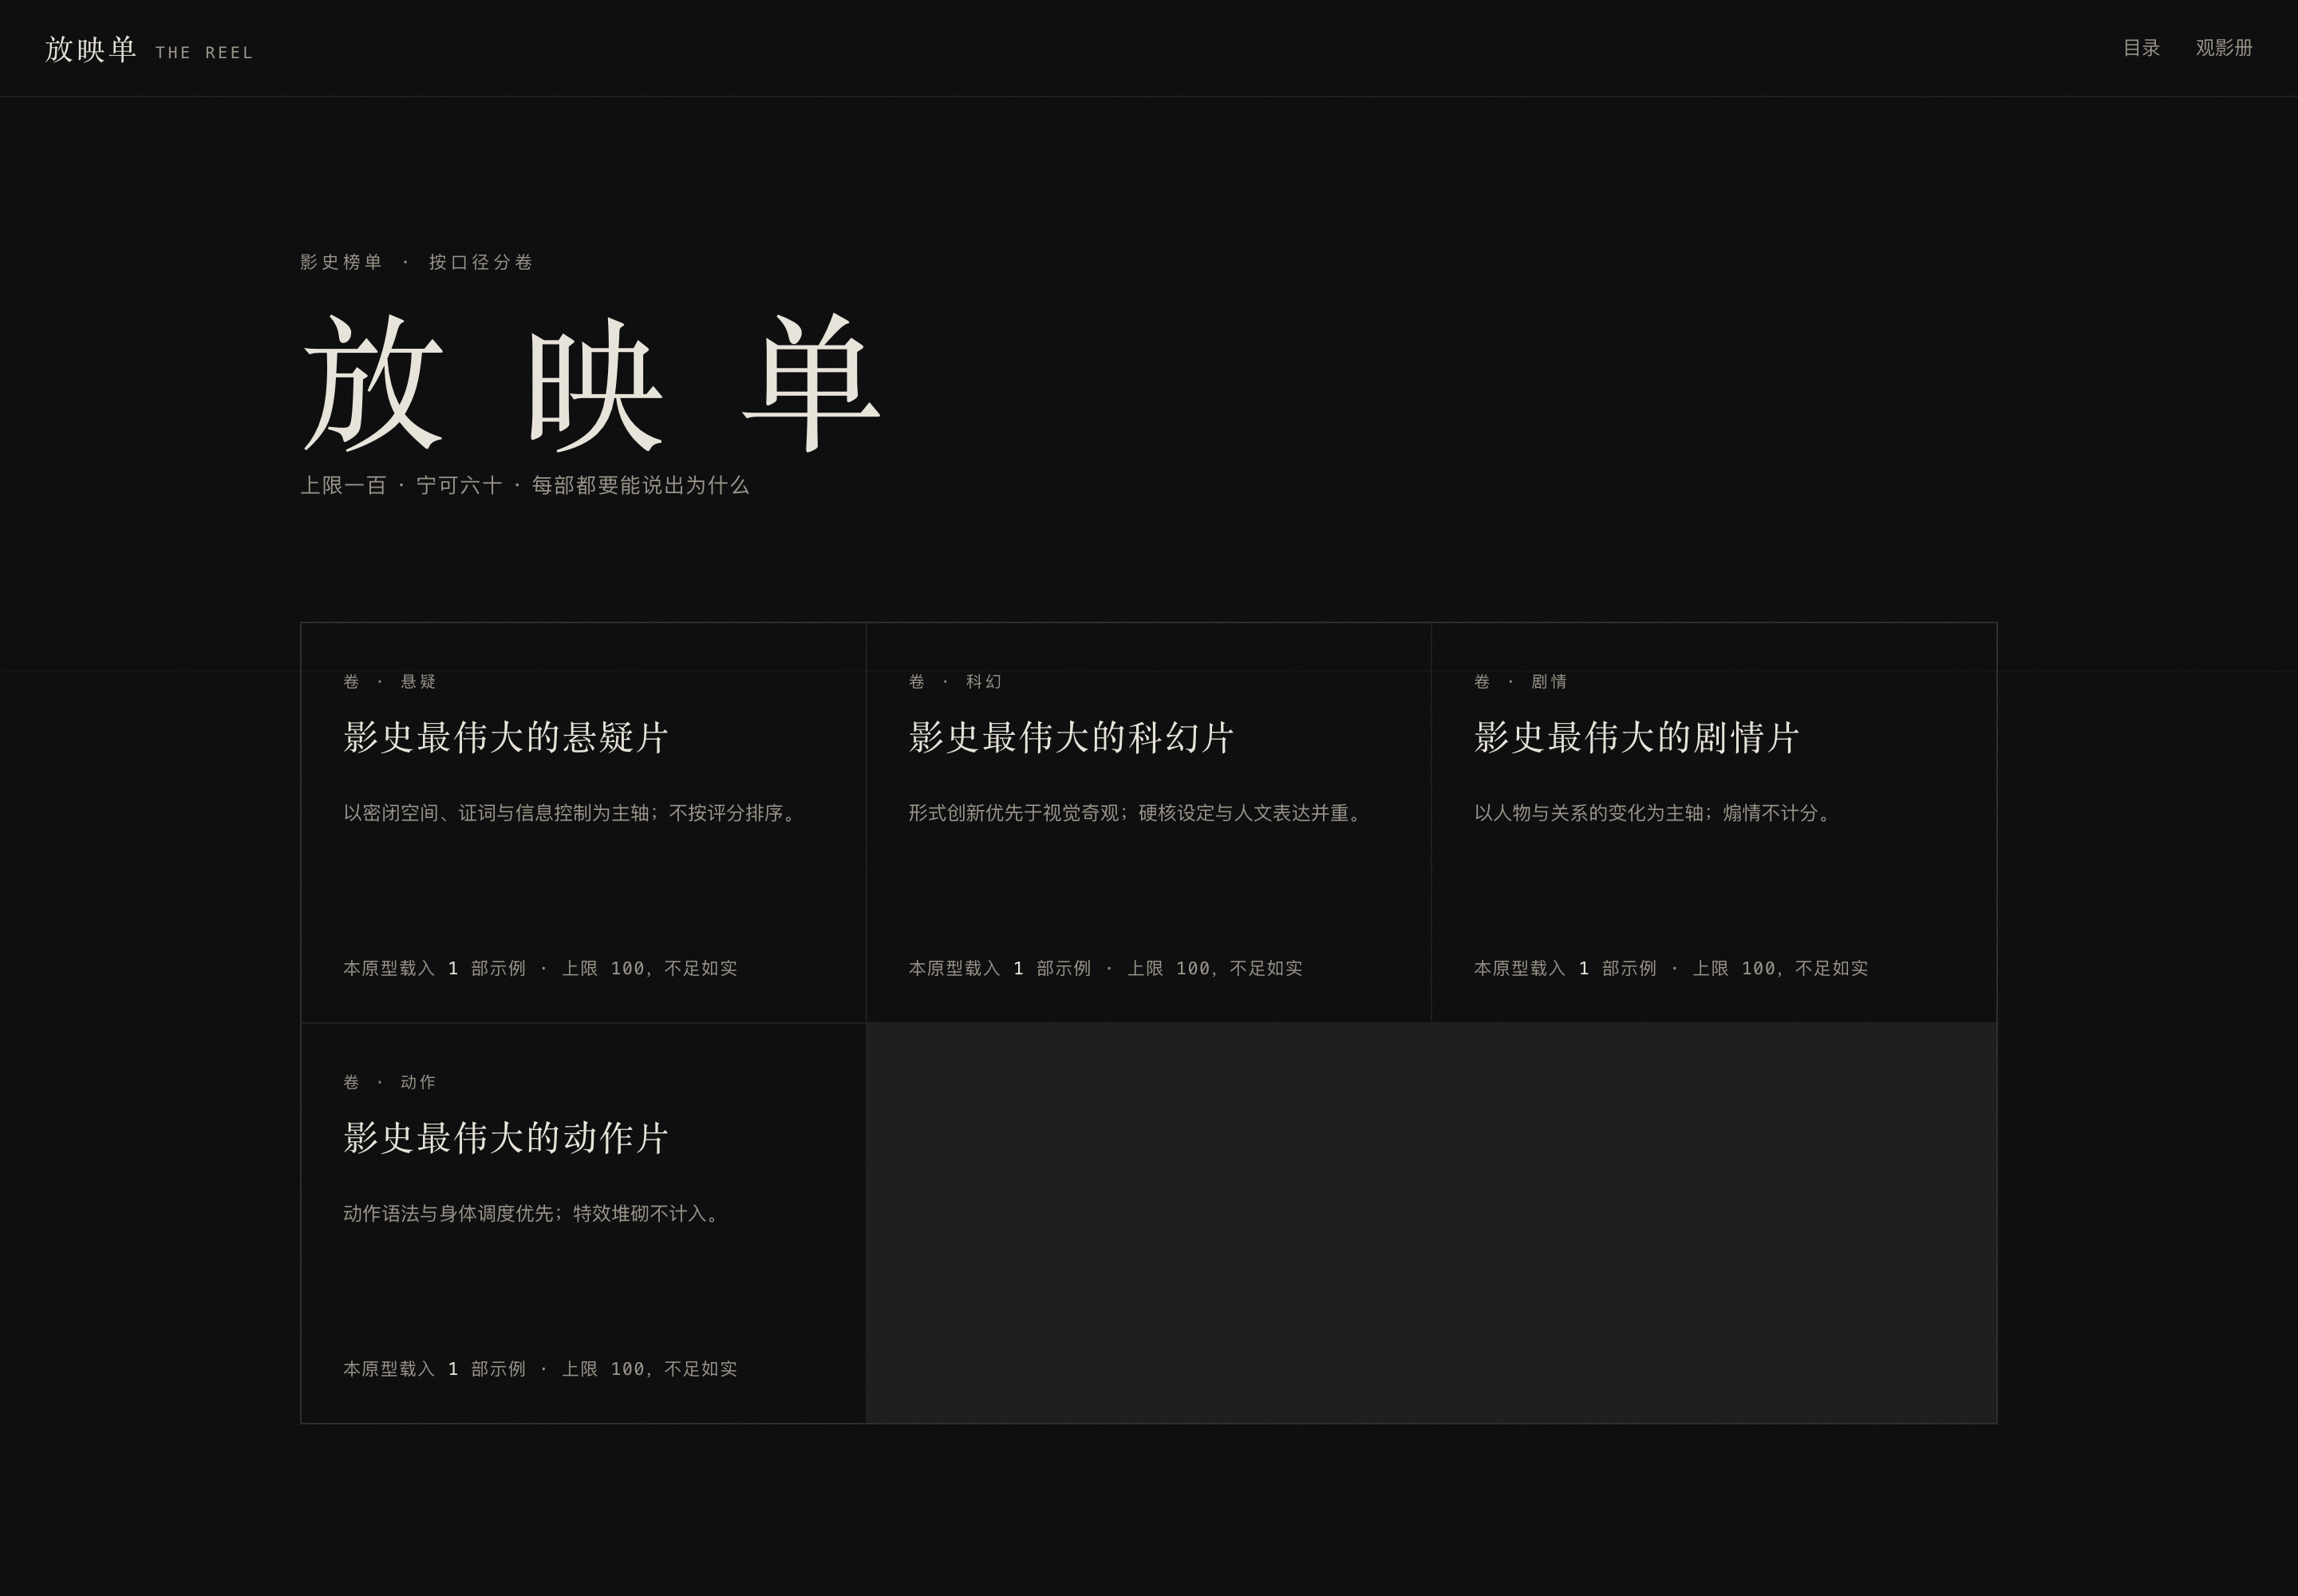 放映单 THE REEL
目录 观影册
影史榜单 · 按口径分卷
放映单
上限一百 · 宁可六十 · 每部都要能说出为什么
卷 · 悬疑
影史最伟大的悬疑片
以密闭空间、证词与信息控制为主轴；不按评分排序。
本原型载入 1 部示例 · 上限 100，不足如实
卷 · 科幻
影史最伟大的科幻片
形式创新优先于视觉奇观；硬核设定与人文表达并重。
本原型载入 1 部示例 · 上限 100，不足如实
卷 · 剧情
影史最伟大的剧情片
以人物与关系的变化为主轴；煽情不计分。
本原型载入 1 部示例 · 上限 100，不足如实
卷 · 动作
影史最伟大的动作片
动作语法与身体调度优先；特效堆砌不计入。
本原型载入 1 部示例 · 上限 100，不足如实